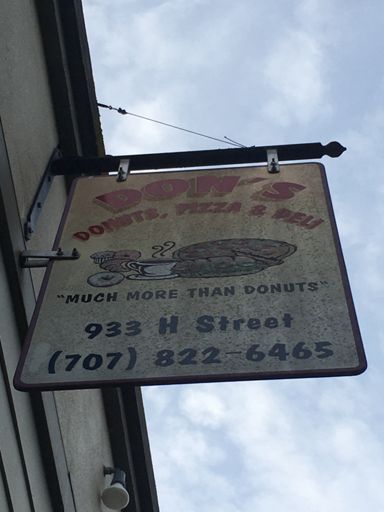 DON'S
DONUTS, PIZZA & DELI
"MUCH MORE THAN DONUTS"
933 H Street
(707) 822-6465